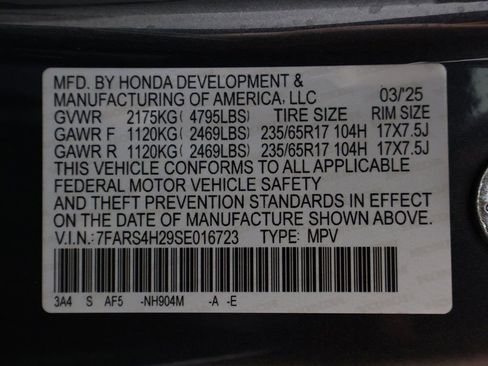 MFD. BY HONDA DEVELOPMENT &
MANUFACTURING OF AMERICA, LLC 03/'25
GVWR 2175KG( 4795LBS) TIRE SIZE RIM SIZE
GAWR F 1120KG( 2469LBS) 235/65R17 104H 17X7.5J
GAWR R 1120KG( 2469LBS) 235/65R17 104H 17X7.5J
THIS VEHICLE CONFORMS TO ALL APPLICABLE
FEDERAL MOTOR VEHICLE SAFETY
AND THEFT PREVENTION STANDARDS IN EFFECT
ON THE DATE OF MANUFACTURE SHOWN ABOVE.
V.I.N.:7FARS4H29SE016723 TYPE: MPV
3A4 S AF5 -NH904M -A -E